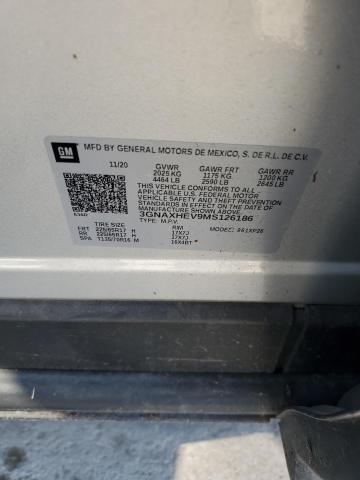 GM
MFD BY GENERAL MOTORS DE MEXICO, S. DE R.L. DE C.V.
11/20 GVWR GAWR FRT GAWR RR
2025 KG 1175 KG 1200 KG
4464 LB 2590 LB 2645 LB
THIS VEHICLE CONFORMS TO ALL
APPLICABLE U.S. FEDERAL MOTOR
VEHICLE SAFETY AND THEFT PREVENTION
STANDARDS IN EFFECT ON THE DATE OF
MANUFACTURE SHOWN ABOVE.
3GNAXHEV9MS126186
TYPE: M.P.V. MODEL:
TIRE SIZE RIM
FRT 225/65R17 H 17X7J
RR 225/65R17 H 17X7J
SPA T135/70R16 M 16X4BT